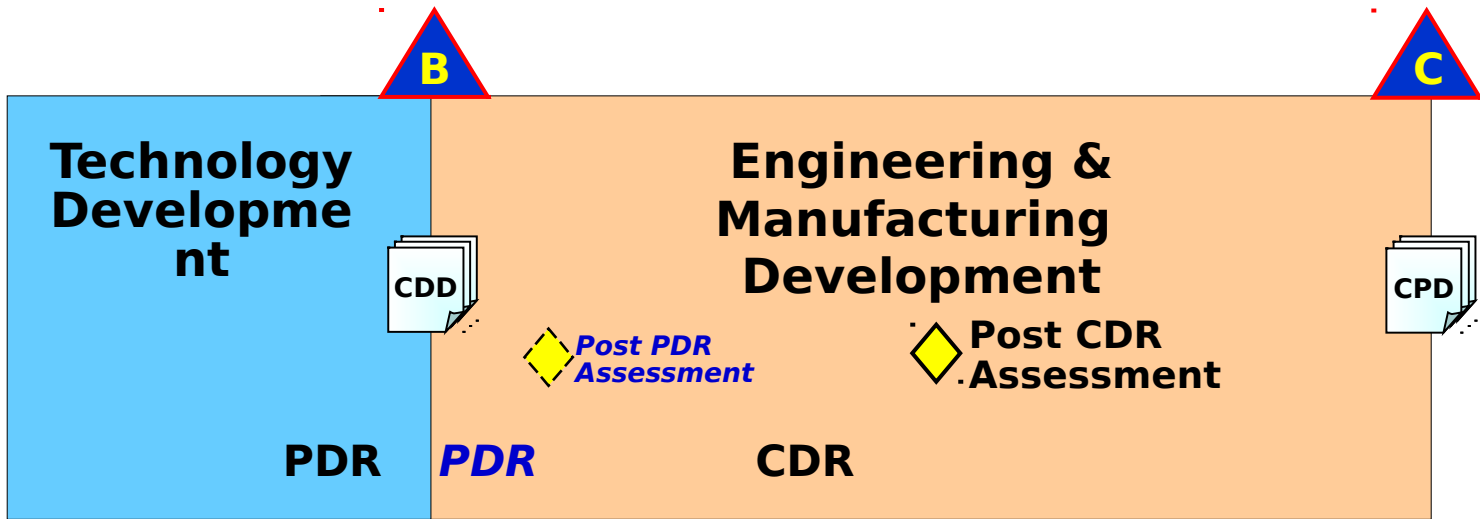 B
C
Technology
Developme
nt
Engineering &
Manufacturing
Development
CDD
CPD
Post PDR
Assessment
Post CDR
Assessment
PDR
PDR
CDR